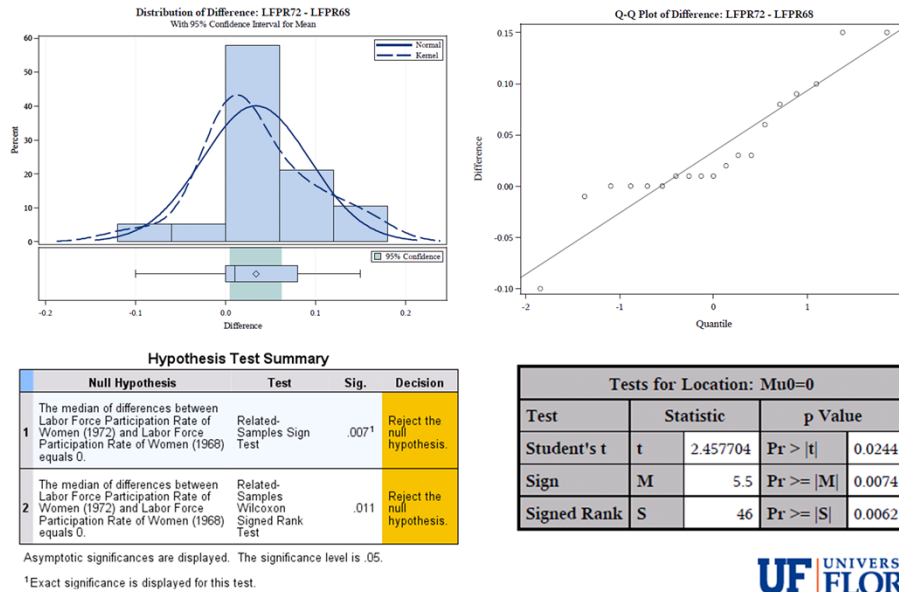 Distribution of Difference: LFPR72 - LFPR68
With 95% Confidence Interval for Mean
60
50
40
30
20
10
0
Percent
Normal
Kernel
95% Confidence
-0.2
-0.1
0.0
0.1
0.2
Difference
Q-Q Plot of Difference: LFPR72 - LFPR68
0.15
0.10
0.05
0.00
-0.05
-0.10
Difference
-2
-1
0
1
2
Quantile
Hypothesis Test Summary
Null Hypothesis Test Sig. Decision
1 The median of differences between Labor Force Participation Rate of Women (1972) and Labor Force Participation Rate of Women (1968) equals 0. Related-Samples Sign Test .007¹ Reject the null hypothesis.
2 The median of differences between Labor Force Participation Rate of Women (1972) and Labor Force Participation Rate of Women (1968) equals 0. Related-Samples Wilcoxon Signed Rank Test .011 Reject the null hypothesis.
Asymptotic significances are displayed. The significance level is .05.
¹Exact significance is displayed for this test.
Tests for Location: Mu0=0
Test Statistic p Value
Student's t t 2.457704 Pr > |t| 0.0244
Sign M 5.5 Pr >= |M| 0.0074
Signed Rank S 46 Pr >= |S| 0.0062
UF UNIVERS
FLOR